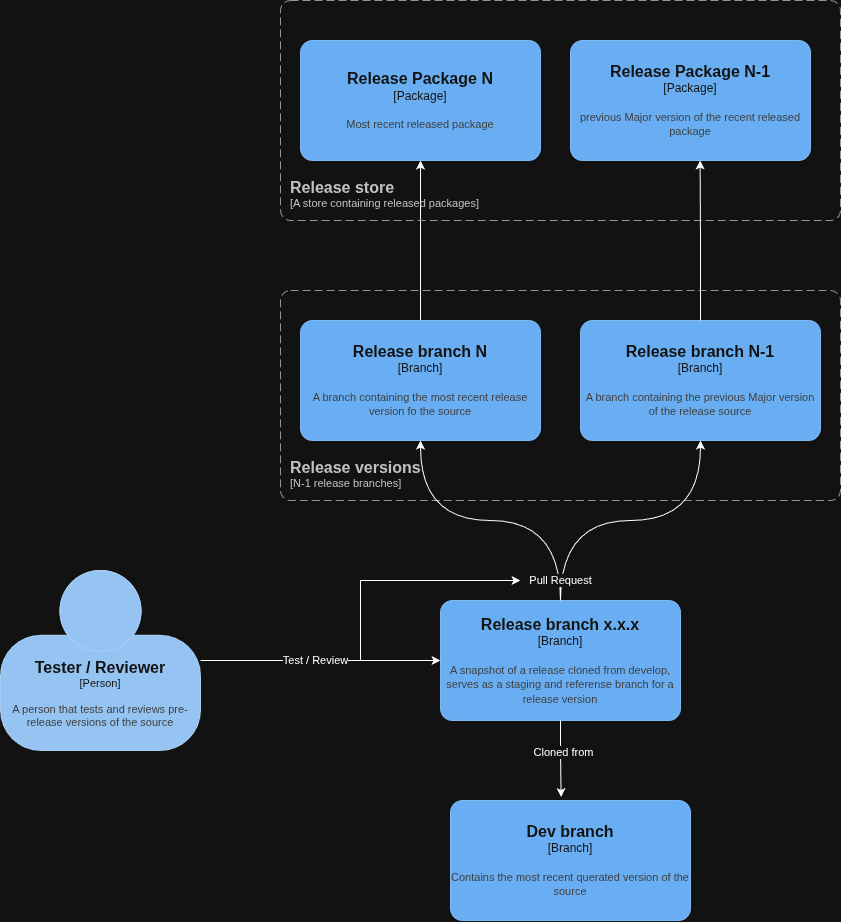 Release Package N
[Package]
Most recent released package
Release Package N-1
[Package]
previous Major version of the recent released
package
Release store
[A store containing released packages]
Release branch N
[Branch]
A branch containing the most recent release
version fo the source
Release branch N-1
[Branch]
A branch containing the previous Major version
of the release source
Release versions
[N-1 release branches]
Pull Request
Release branch x.x.x
[Branch]
A snapshot of a release cloned from develop,
serves as a staging and referense branch for a
release version
Test / Review
Tester / Reviewer
[Person]
A person that tests and reviews pre-
release versions of the source
Cloned from
Dev branch
[Branch]
Contains the most recent querated version of the
source